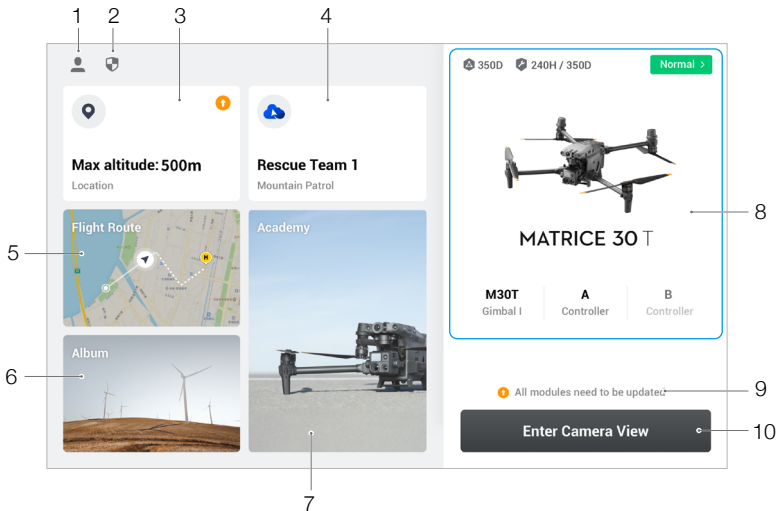 1
2
3
4
350D
240H / 350D
Normal >
Max altitude: 500m
Location
Rescue Team 1
Mountain Patrol
8
Flight Route
H
Academy
5
MATRICE 30 T
M30T
A
B
Gimbal I
Controller
Controller
Album
6
All modules need to be updated
9
Enter Camera View
10
7